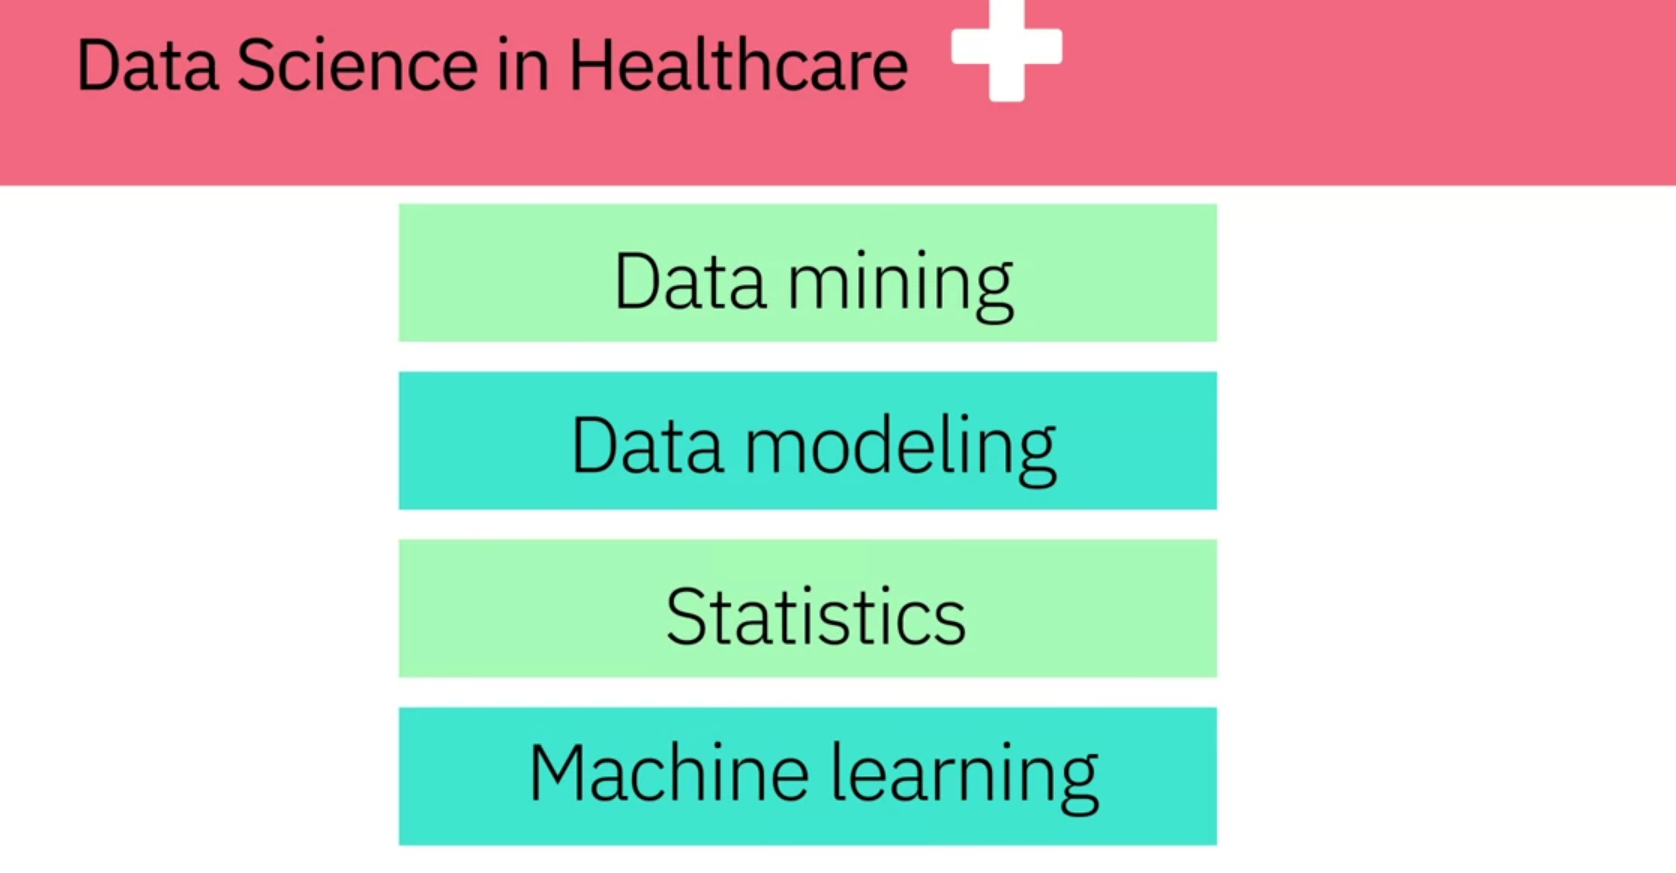 Data Science in Healthcare
Data mining
Data modeling
Statistics
Machine learning